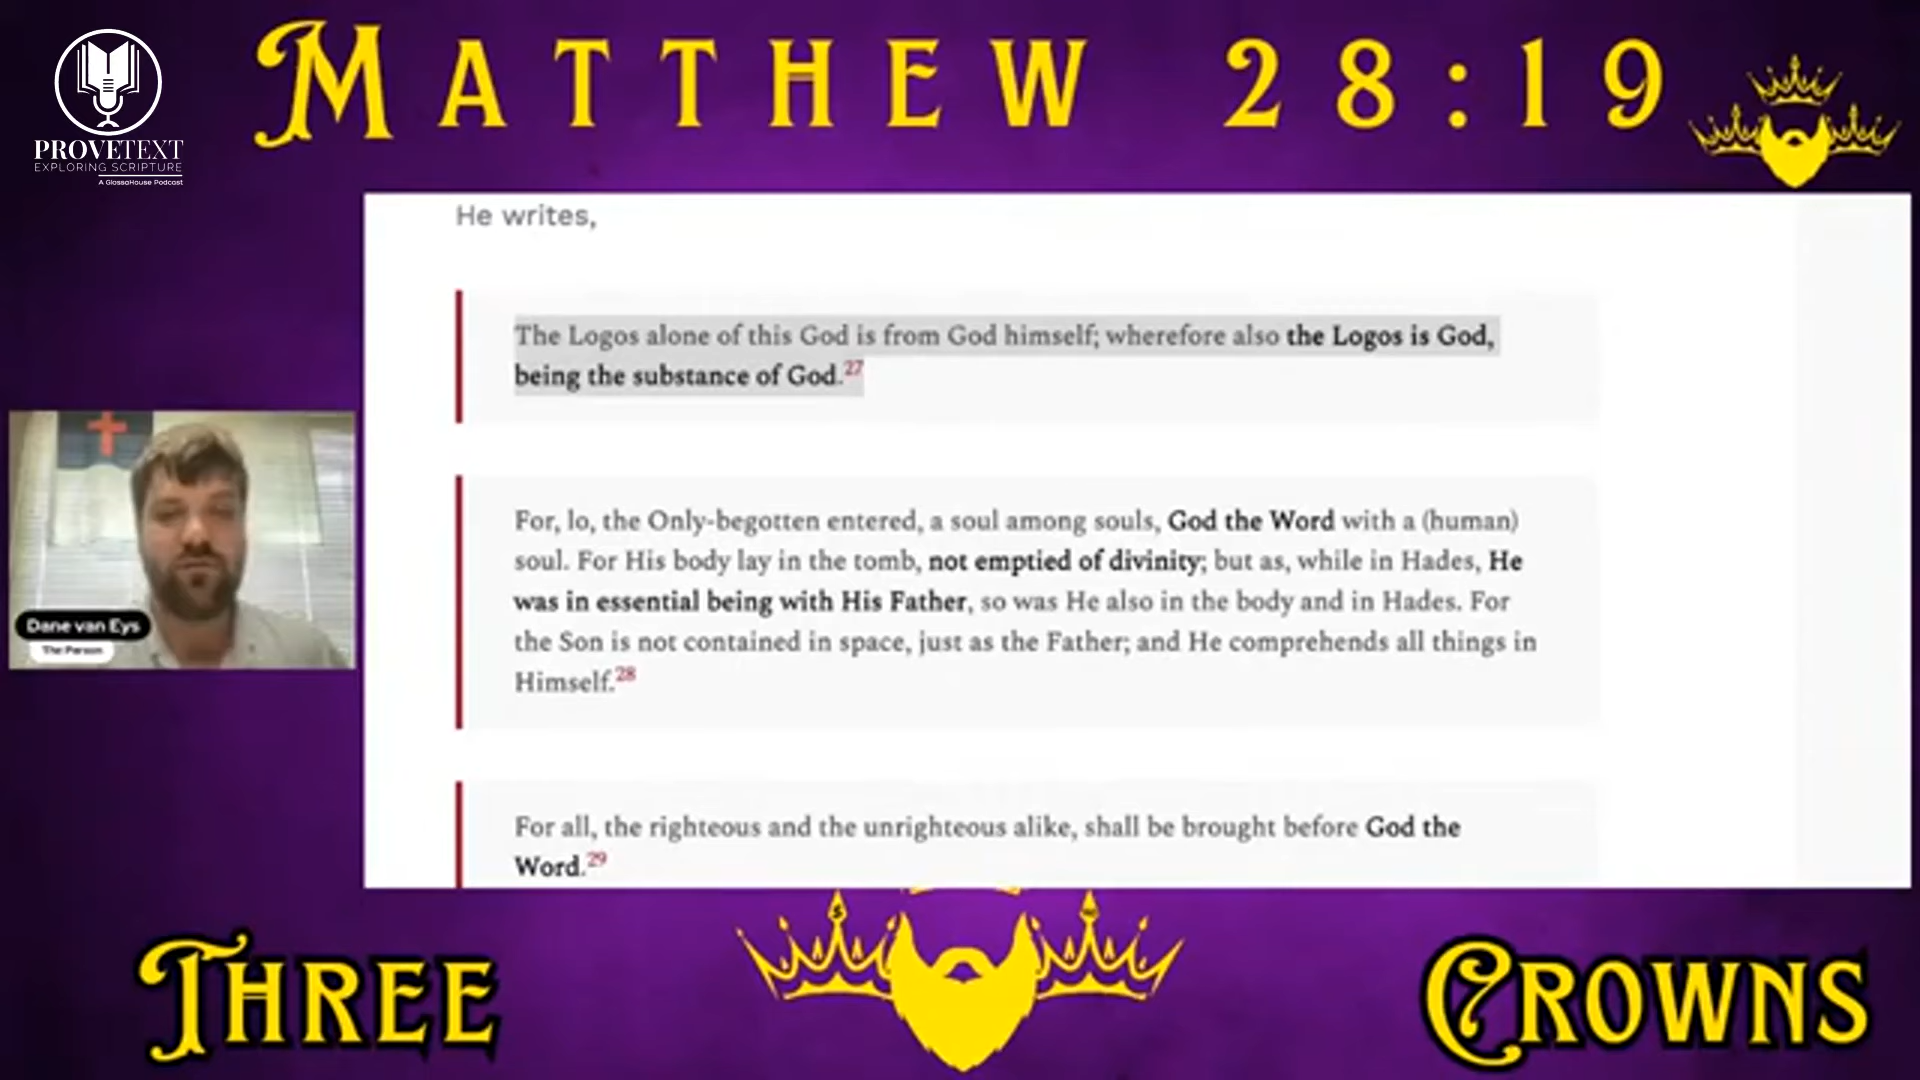 MATTHEW 28:19
PROVETEXT
EXPLORING SCRIPTURE
A GlossaHouse Podcast
He writes,
The Logos alone of this God is from God himself; wherefore also the Logos is God,
being the substance of God.27
For, lo, the Only-begotten entered, a soul among souls, God the Word with a (human)
soul. For His body lay in the tomb, not emptied of divinity; but as, while in Hades, He
was in essential being with His Father, so was He also in the body and in Hades. For
the Son is not contained in space, just as the Father; and He comprehends all things in
Himself.28
For all, the righteous and the unrighteous alike, shall be brought before God the
Word.29
Dane van Eys
The Parson
THREE
CROWNS